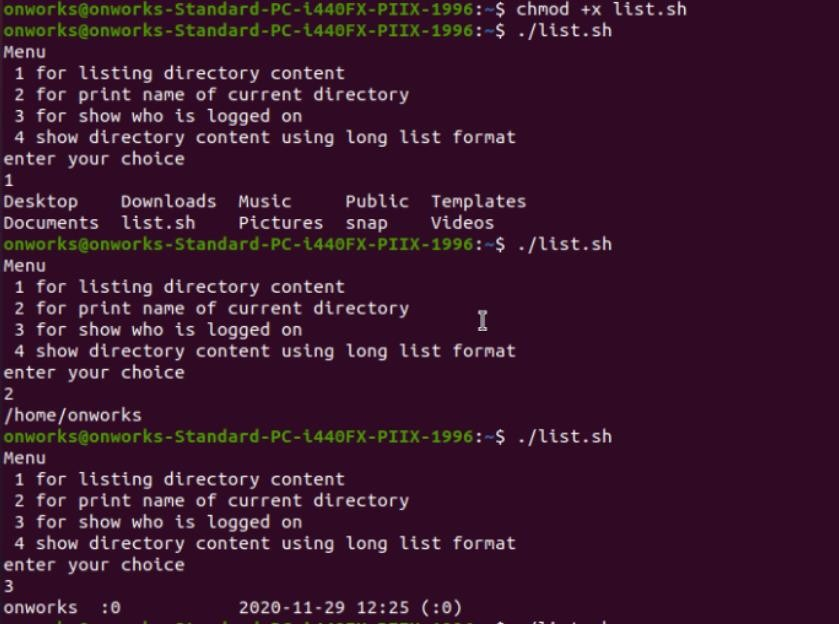 onworks@onworks-Standard-PC-i440FX-PIIX-1996:~$ chmod +x list.sh
onworks@onworks-Standard-PC-i440FX-PIIX-1996:~$ ./list.sh
Menu
 1 for listing directory content
 2 for print name of current directory
 3 for show who is logged on
 4 show directory content using long list format
enter your choice
1
Desktop    Downloads  Music     Public  Templates
Documents  list.sh    Pictures  snap    Videos
onworks@onworks-Standard-PC-i440FX-PIIX-1996:~$ ./list.sh
Menu
 1 for listing directory content
 2 for print name of current directory
 3 for show who is logged on
 4 show directory content using long list format
enter your choice
2
/home/onworks
onworks@onworks-Standard-PC-i440FX-PIIX-1996:~$ ./list.sh
Menu
 1 for listing directory content
 2 for print name of current directory
 3 for show who is logged on
 4 show directory content using long list format
enter your choice
3
onworks  :0           2020-11-29 12:25 (:0)